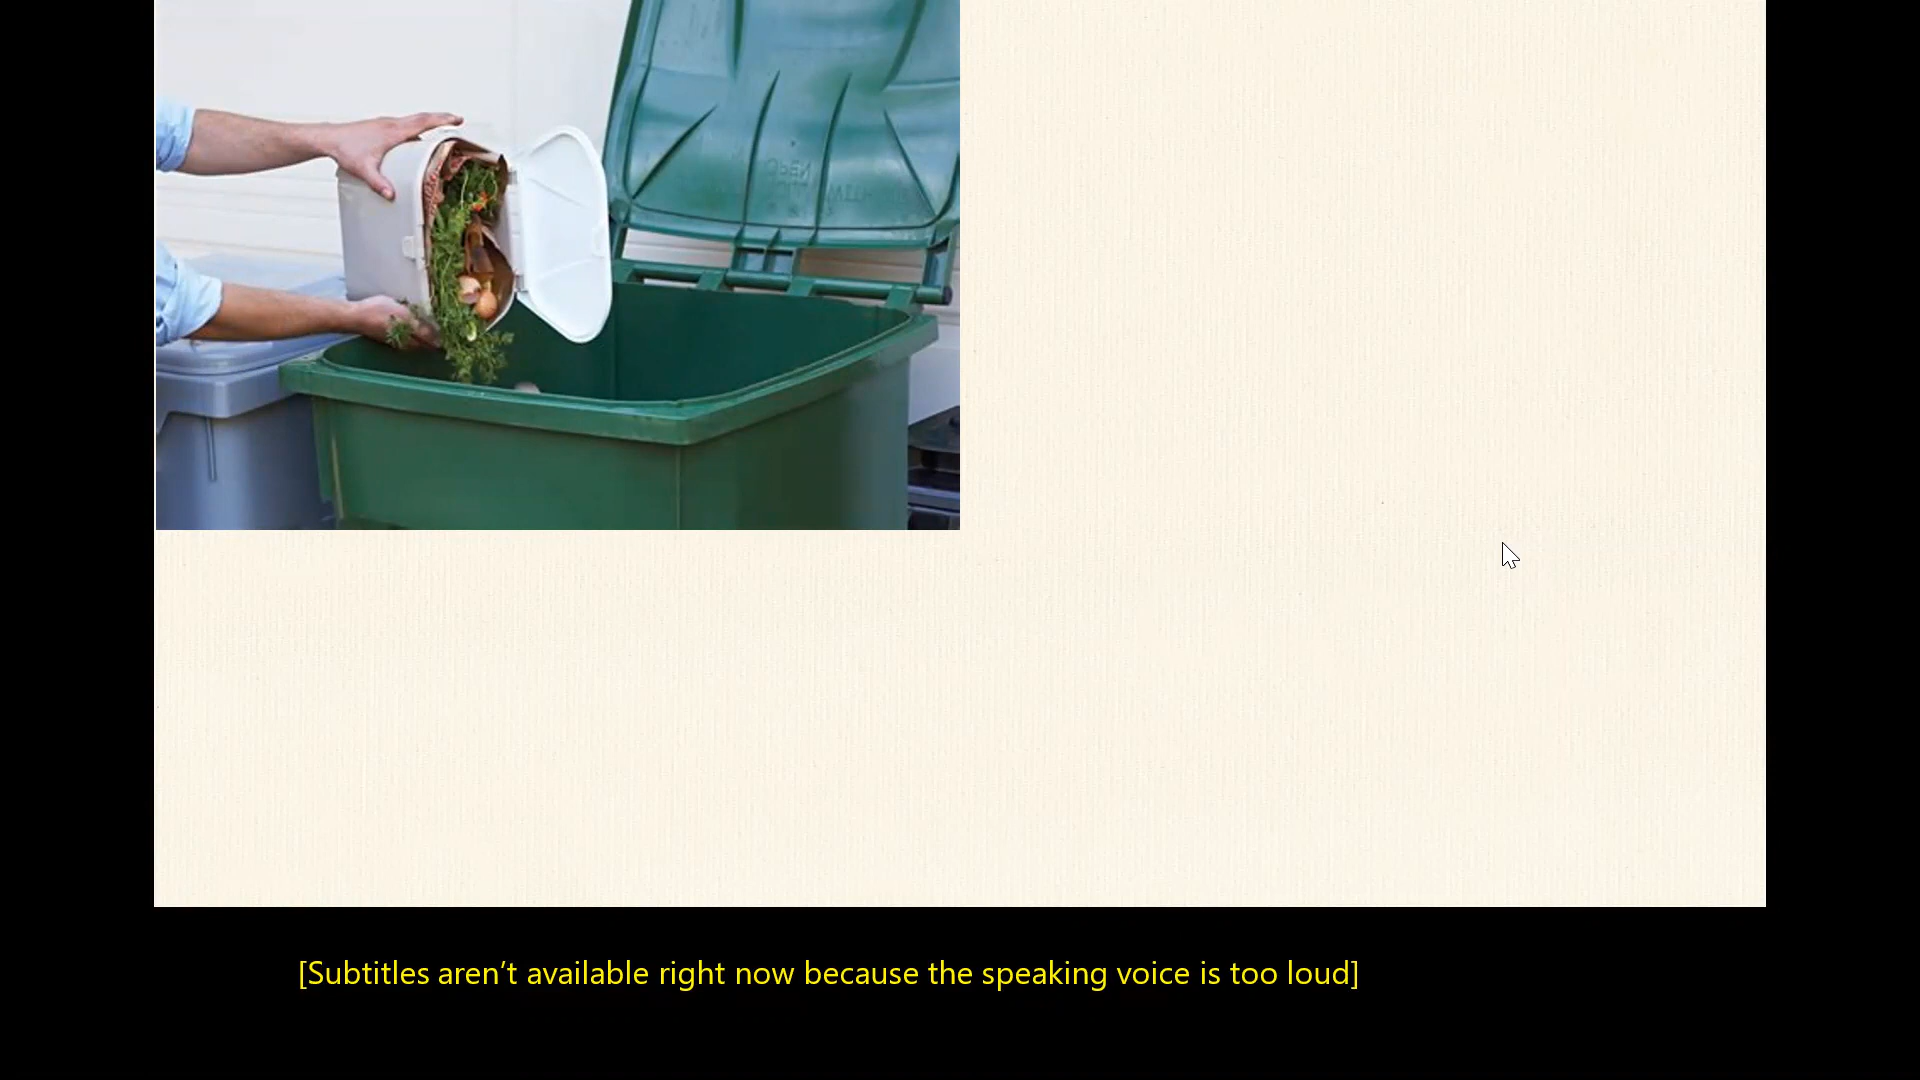 [Subtitles aren’t available right now because the speaking voice is too loud]